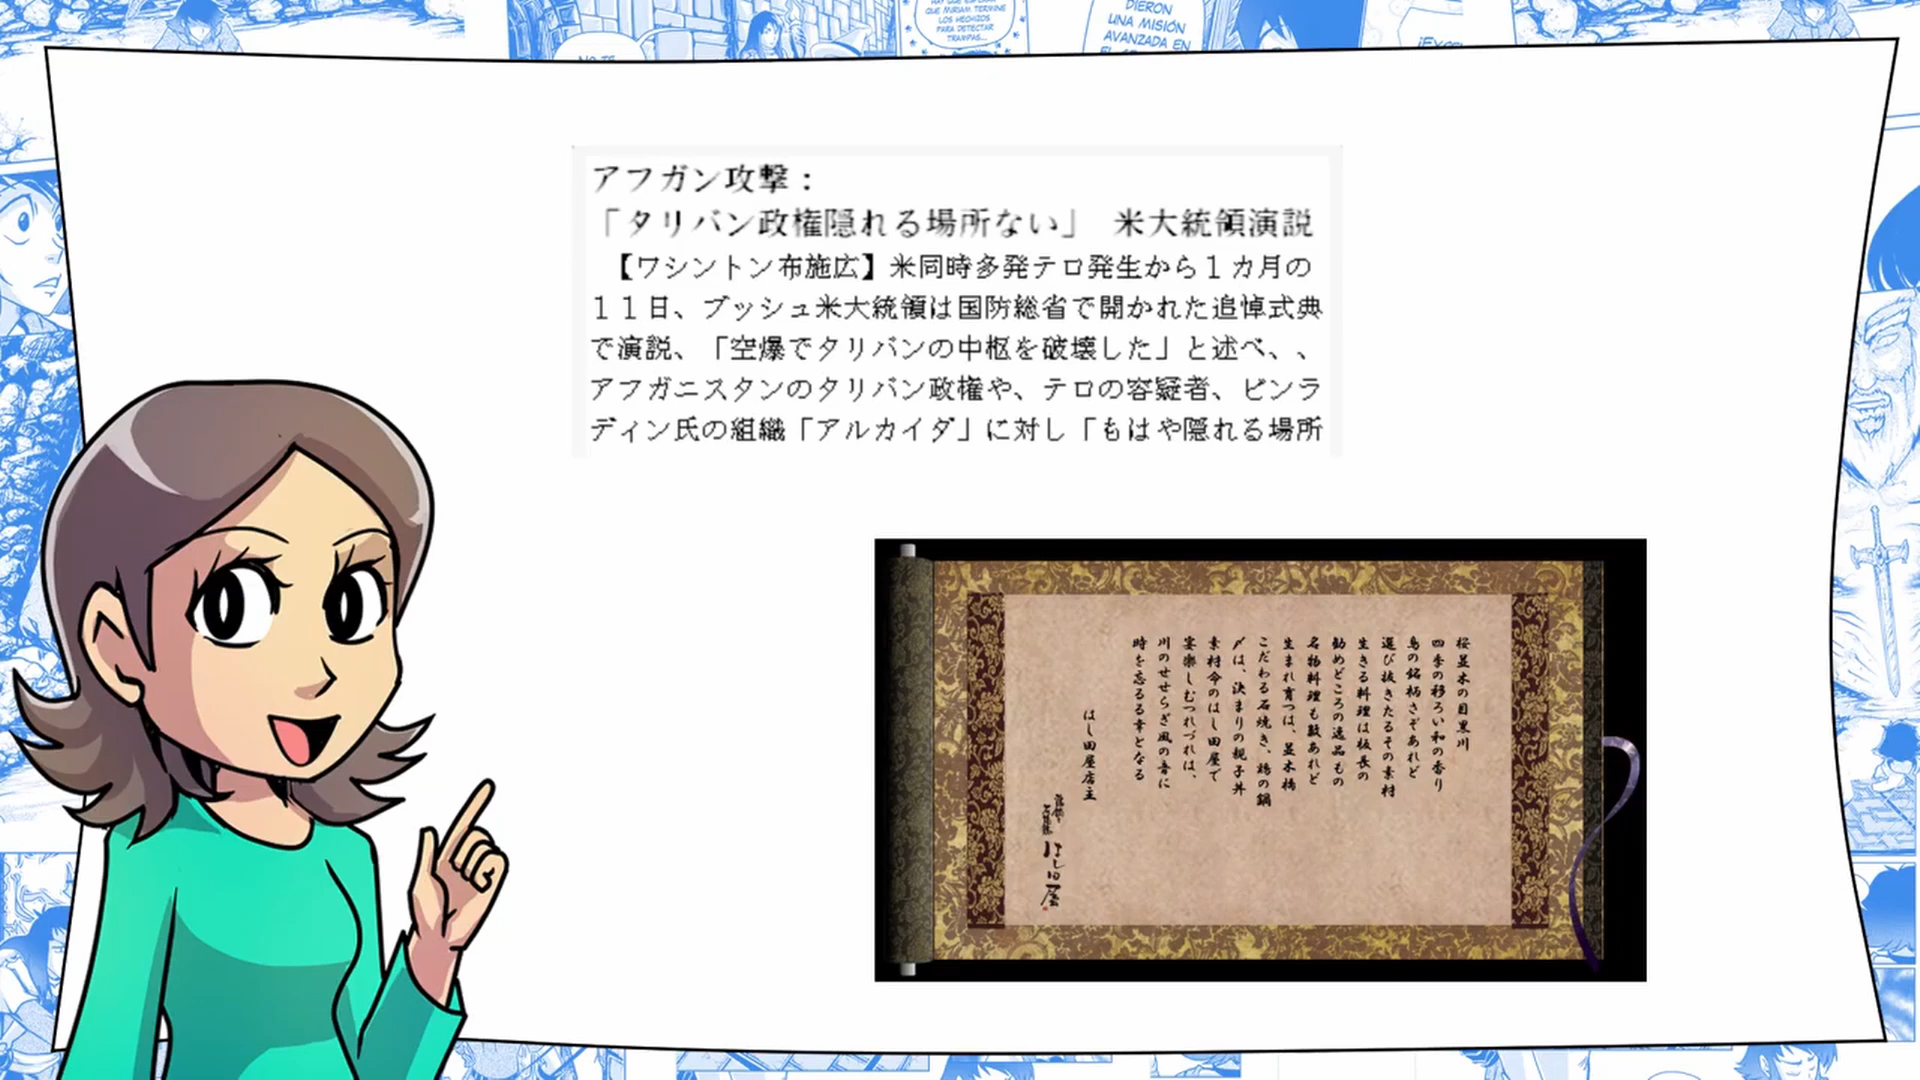 HAY QUE ESPERAR
QUE MIRIAM TERMINE
LOS HECHIZOS
PARA DETECTAR
TRAMPAS...
DIERON
UNA MISIÓN
AVANZADA EN
NO TE
アフガン攻撃：
「タリバン政権隠れる場所ない」 米大統領演説
【ワシントン布施広】米同時多発テロ発生から１カ月の
１１日、ブッシュ米大統領は国防総省で開かれた追悼式典
で演説、「空爆でタリバンの中枢を破壊した」と述べ、、
アフガニスタンのタリバン政権や、テロの容疑者、ビンラ
ディン氏の組織「アルカイダ」に対し「もはや隠れる場所
桜並木の目黒川
四季の移ろい和の香り
鳥の銘柄さぞあれど
選び抜きたるその素材
生きる料理は板長の
勧めどころの逸品もの
名物料理も数あれど
生まれ育つは、並木橋
こだわる石焼き、鶏の鍋
〆は、決まりの親子丼
素材命のはし田屋で
宴楽しむつれづれは、
川のせせらぎ風の音に
時を忘るる幸となる
はし田屋店主
はし田屋